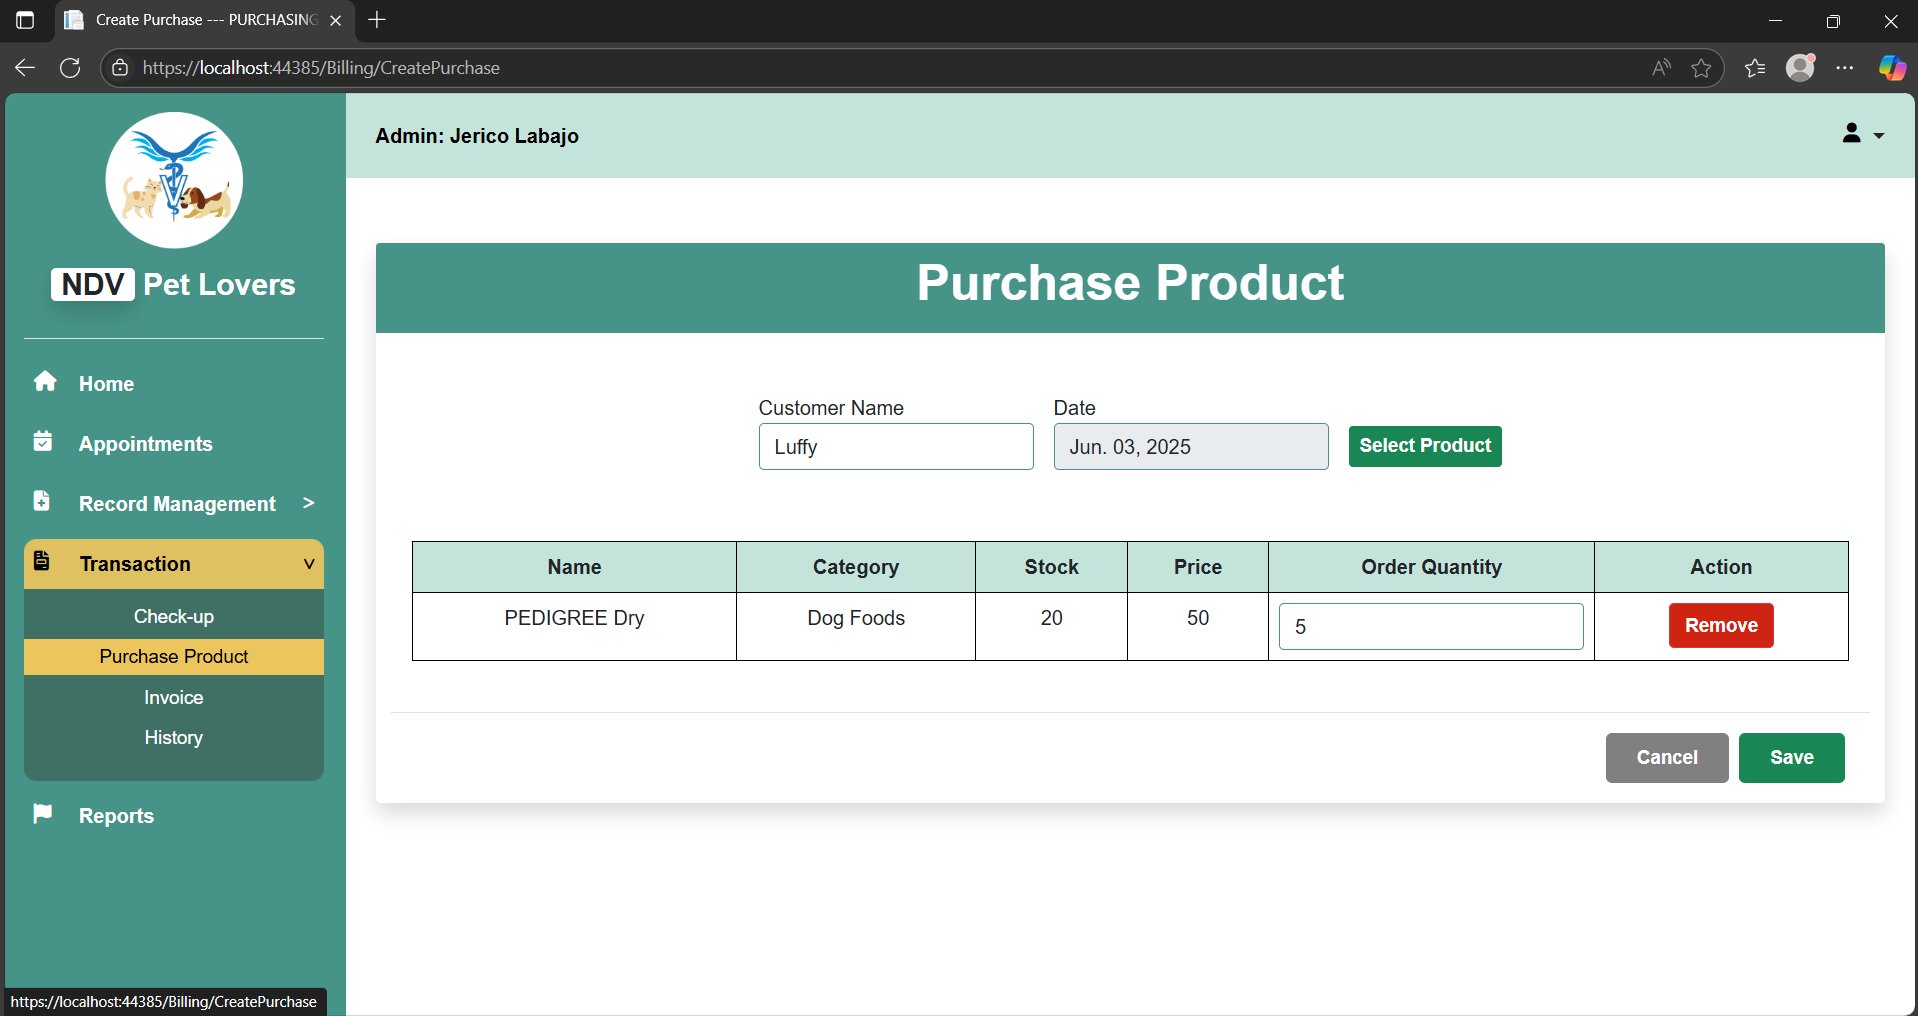 Create Purchase --- PURCHASING
https://localhost:44385/Billing/CreatePurchase
NDV Pet Lovers
Home
Appointments
Record Management >
Transaction v
Check-up
Purchase Product
Invoice
History
Reports
Admin: Jerico Labajo
Purchase Product
Customer Name Date
Luffy Jun. 03, 2025 Select Product
Name Category Stock Price Order Quantity Action
PEDIGREE Dry Dog Foods 20 50 5 Remove
Cancel Save
https://localhost:44385/Billing/CreatePurchase